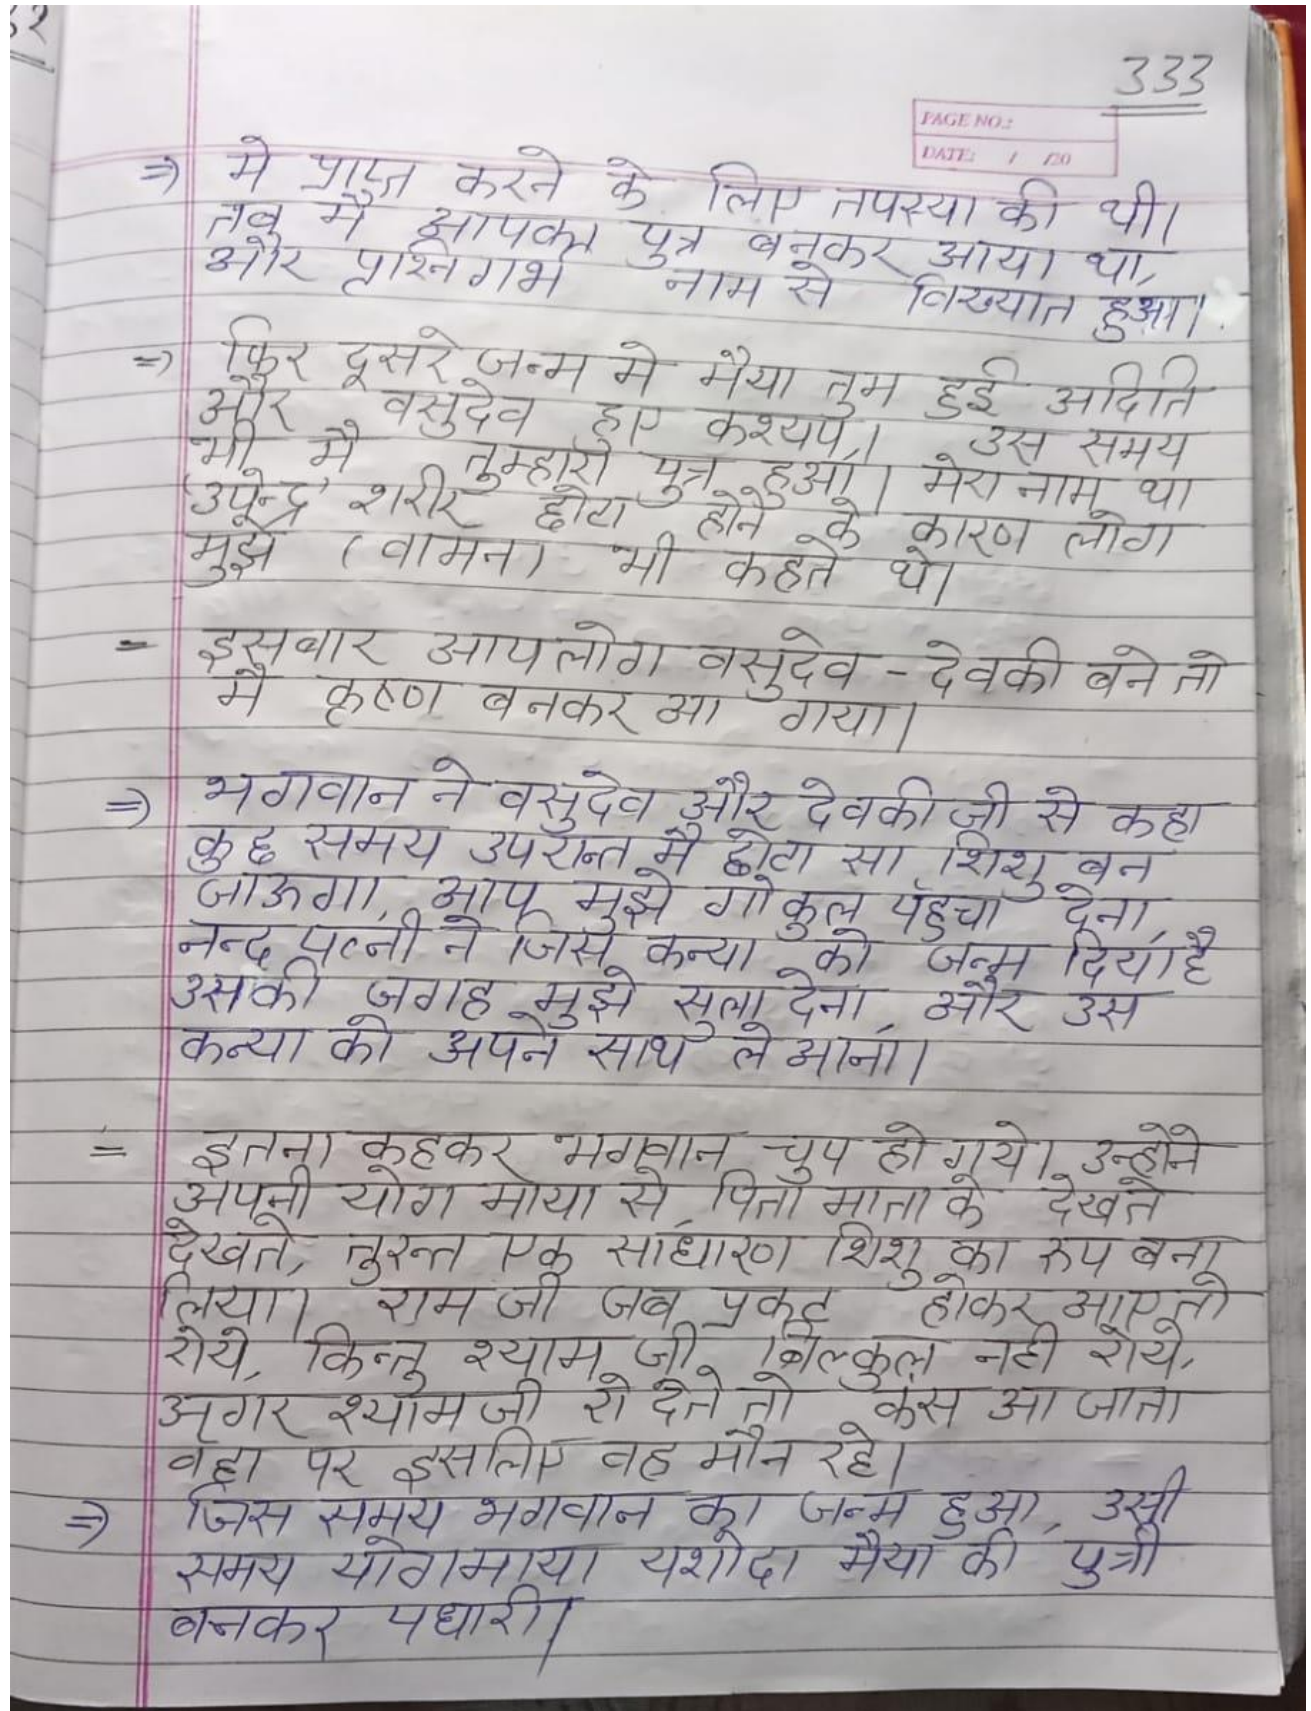 333
PAGE NO.:
DATE: / /20
⇒ मे प्राप्त करने के लिए तपस्या की थी।
तब मै आपका पुत्र बनकर आया था,
और प्रश्निगर्भ नाम से विख्यात हुआ।
⇒ फिर दूसरे जन्म मे मैया तुम हुई अदिति
और वसुदेव हुए कश्यप। उस समय
भी मै तुम्हारा पुत्र हुआ। मेरा नाम था
'उपेन्द्र' शरीर छोटा होने के कारण लोग
मुझे (वामन) भी कहते थे।
= इसबार आपलोग वसुदेव - देवकी बने तो
मै कृष्ण बनकर आ गया।
⇒ भगवान ने वसुदेव और देवकी जी से कहा
कुछ समय उपरान्त मै छोटा सा शिशु बन
जाऊगा, आप मुझे गोकुल पँहुचा देना,
नन्द पत्नी ने जिस कन्या को जन्म दिया है
उसकी जगह मुझे सुला देना, और उस
कन्या को अपने साथ ले आना।
= इतना कहकर भगवान चुप हो गये। उन्होने
अपनी योग माया से, पिता माता के देखते
देखते, तुरन्त एक साधारण शिशु का रुप बना
लिया। राम जी जब प्रकट होकर आए तो
रोये, किन्तु श्याम जी बिल्कुल नही रोये,
अगर श्याम जी रो देते तो कंस आ जाता
वहा पर इसलिए वह मौन रहे।
⇒ जिस समय भगवान का जन्म हुआ, उसी
समय योगमाया यशोदा मैया की पुत्री
बनकर पधारी।